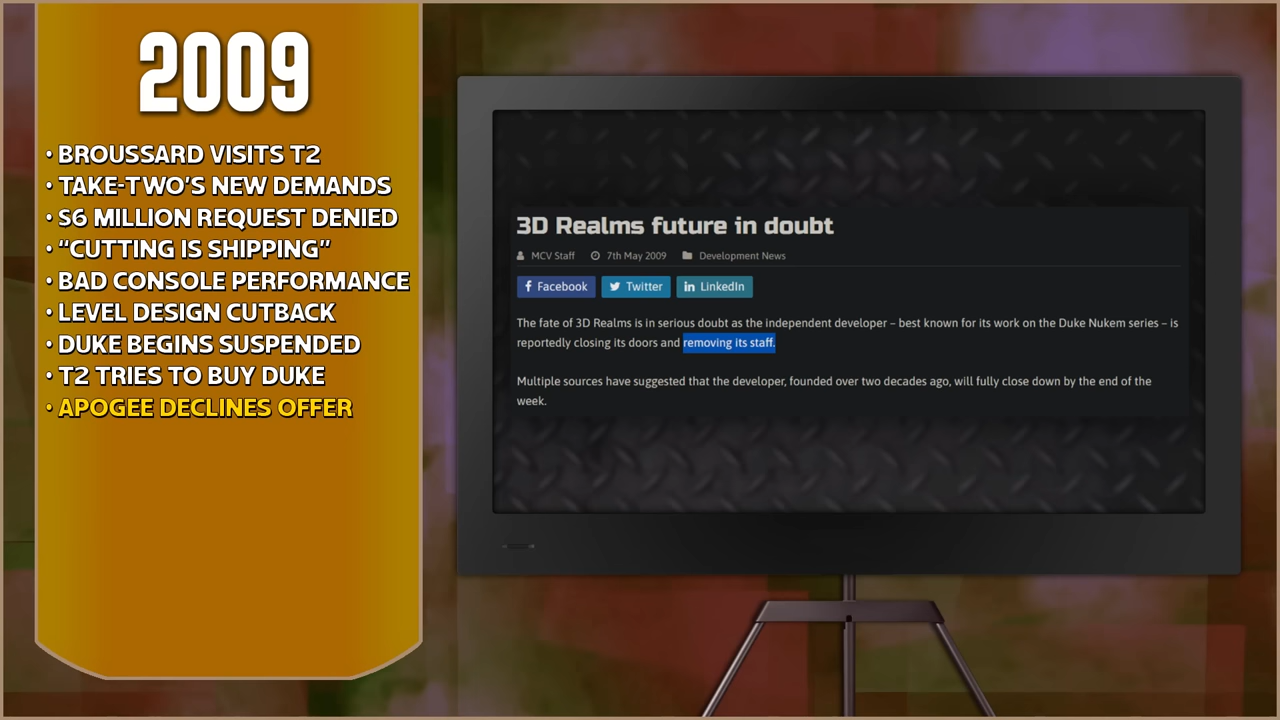 2009
• BROUSSARD VISITS T2
• TAKE-TWO'S NEW DEMANDS
• $6 MILLION REQUEST DENIED
• “CUTTING IS SHIPPING”
• BAD CONSOLE PERFORMANCE
• LEVEL DESIGN CUTBACK
• DUKE BEGINS SUSPENDED
• T2 TRIES TO BUY DUKE
• APOGEE DECLINES OFFER
3D Realms future in doubt
MCV Staff 7th May 2009 Development News
Facebook Twitter LinkedIn
The fate of 3D Realms is in serious doubt as the independent developer – best known for its work on the Duke Nukem series – is
reportedly closing its doors and removing its staff.
Multiple sources have suggested that the developer, founded over two decades ago, will fully close down by the end of the
week.